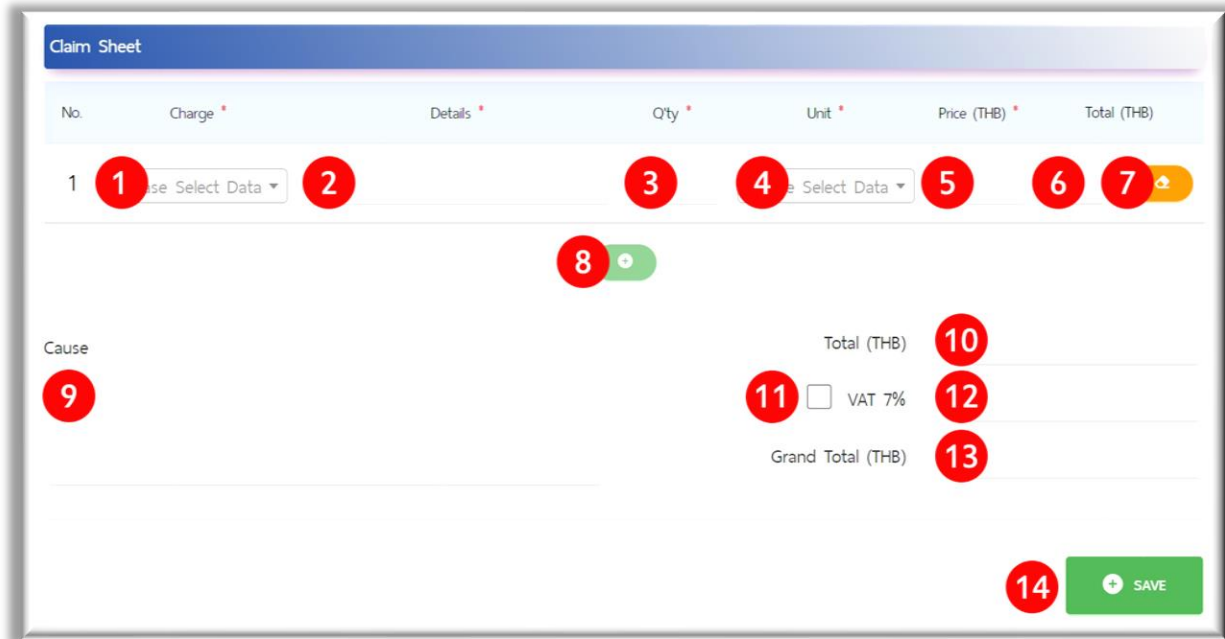 Claim Sheet
No. Charge * Details * Q'ty * Unit * Price (THB) * Total (THB)
1 1 se Select Data 2 3 4 Select Data 5 6 7
8
Cause Total (THB) 10
9 11 VAT 7% 12
Grand Total (THB) 13
14 SAVE